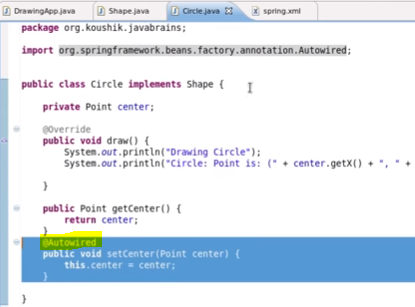 DrawingApp.java Shape.java Circle.java spring.xml
package org.koushik.javabrains;
import org.springframework.beans.factory.annotation.Autowired;
public class Circle implements Shape {
private Point center;
@Override
public void draw() {
System.out.println("Drawing Circle");
System.out.println("Circle: Point is: (" + center.getX() + ", " +
}
public Point getCenter() {
return center;
}
@Autowired
public void setCenter(Point center) {
this.center = center;
}
}